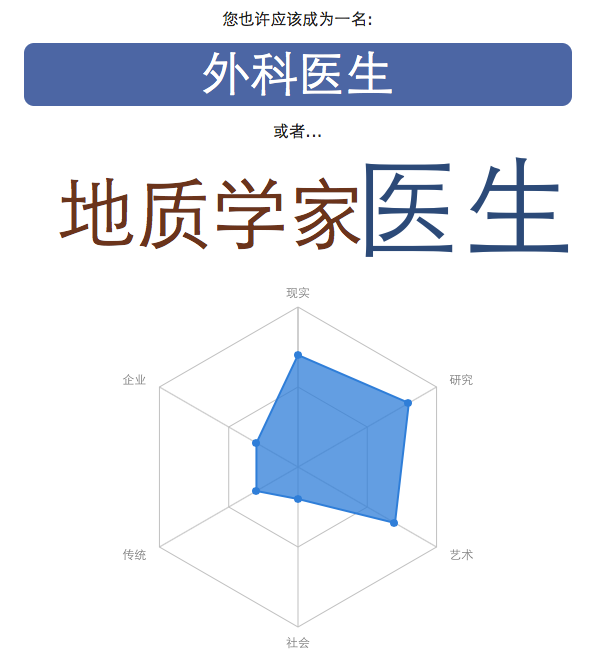 您也许应该成为一名:
外科医生
或者...
地质学家 医生
现实
企业 研究
传统 艺术
社会